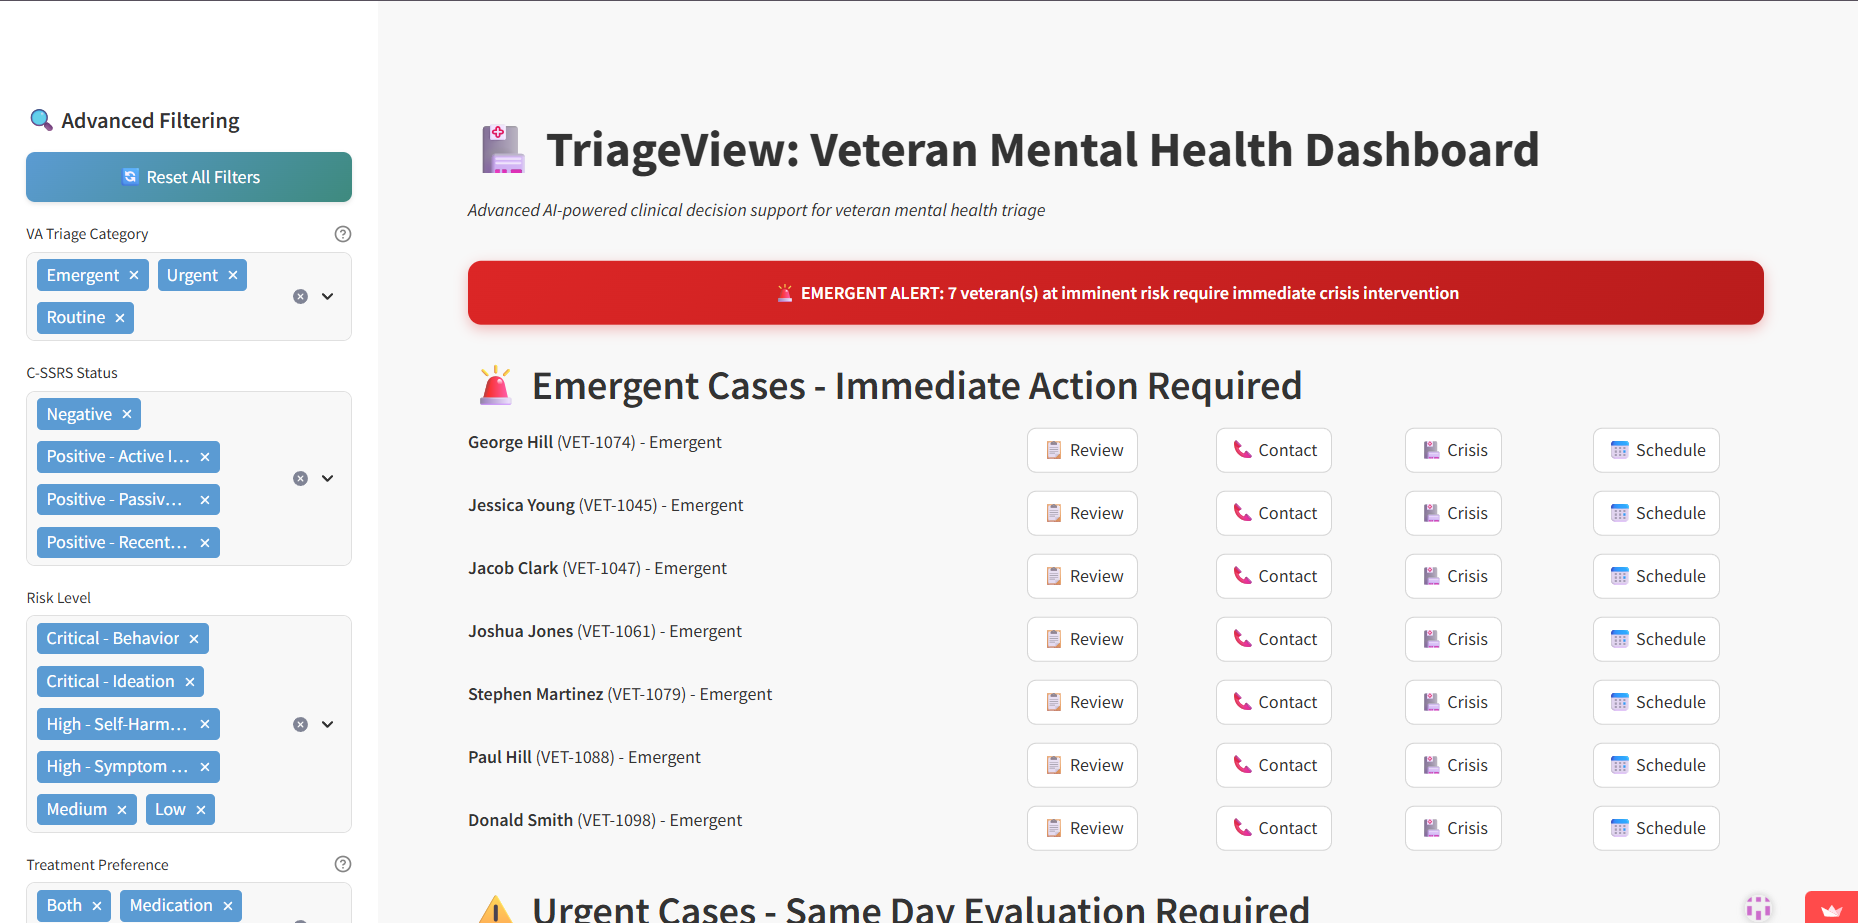 Advanced Filtering
Reset All Filters
VA Triage Category
Emergent × Urgent ×
Routine ×
C-SSRS Status
Negative ×
Positive - Active I... ×
Positive - Passiv... ×
Positive - Recent... ×
Risk Level
Critical - Behavior ×
Critical - Ideation ×
High - Self-Harm... ×
High - Symptom ... ×
Medium × Low ×
Treatment Preference
Both × Medication ×
TriageView: Veteran Mental Health Dashboard
Advanced AI-powered clinical decision support for veteran mental health triage
EMERGENT ALERT: 7 veteran(s) at imminent risk require immediate crisis intervention
Emergent Cases - Immediate Action Required
George Hill (VET-1074) - Emergent Review Contact Crisis Schedule
Jessica Young (VET-1045) - Emergent Review Contact Crisis Schedule
Jacob Clark (VET-1047) - Emergent Review Contact Crisis Schedule
Joshua Jones (VET-1061) - Emergent Review Contact Crisis Schedule
Stephen Martinez (VET-1079) - Emergent Review Contact Crisis Schedule
Paul Hill (VET-1088) - Emergent Review Contact Crisis Schedule
Donald Smith (VET-1098) - Emergent Review Contact Crisis Schedule
Urgent Cases - Same Day Evaluation Required